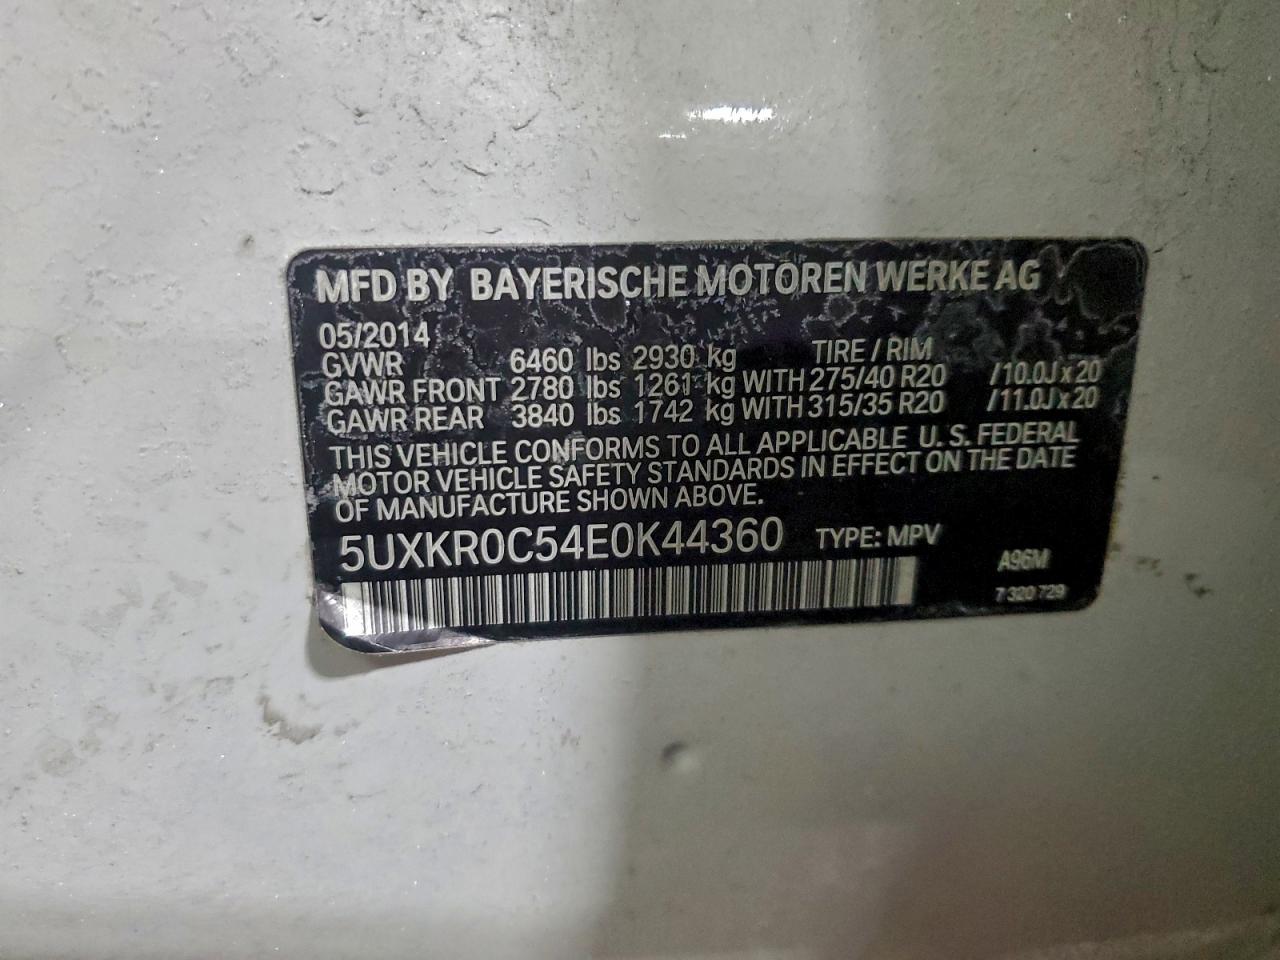 MFD BY BAYERISCHE MOTOREN WERKE AG
05/2014
TIRE / RIM
GVWR 6460 lbs 2930 kg
GAWR FRONT 2780 lbs 1261 kg WITH 275/40 R20 /10.0J x 20
GAWR REAR 3840 lbs 1742 kg WITH 315/35 R20 /11.0J x 20
THIS VEHICLE CONFORMS TO ALL APPLICABLE U. S. FEDERAL
MOTOR VEHICLE SAFETY STANDARDS IN EFFECT ON THE DATE
OF MANUFACTURE SHOWN ABOVE.
5UXKR0C54E0K44360 TYPE: MPV
A96M
7 320 729